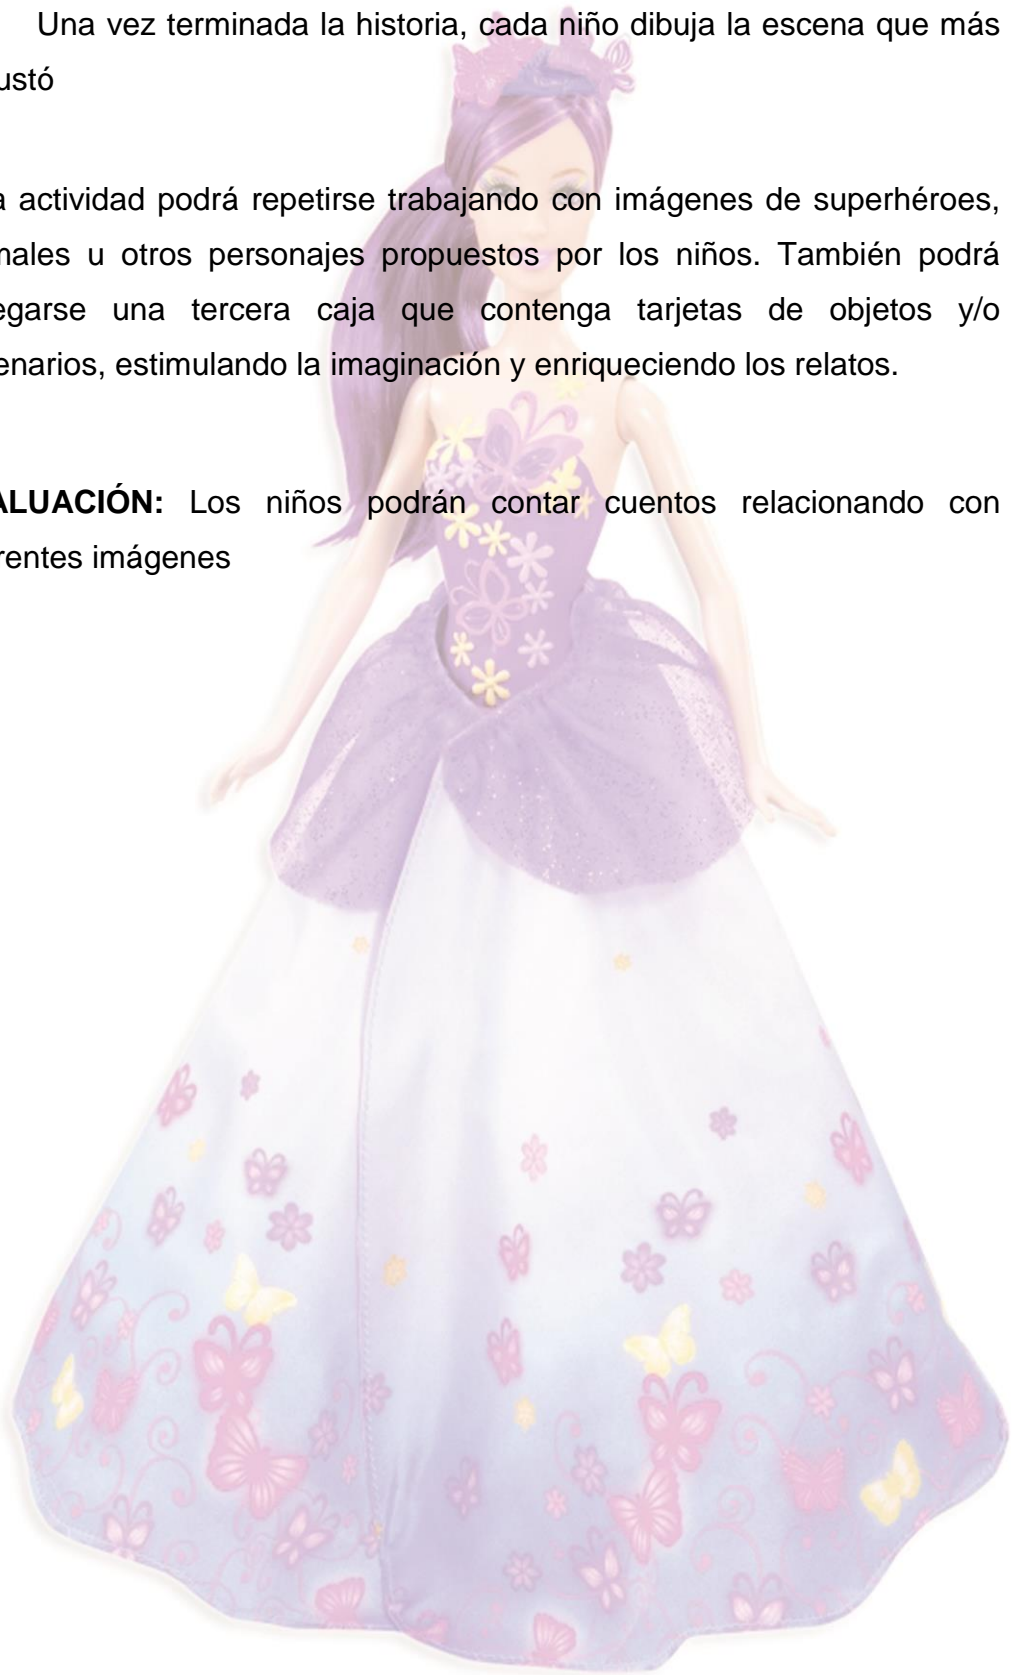 Una vez terminada la historia, cada niño dibuja la escena que más
ustó
a actividad podrá repetirse trabajando con imágenes de superhéroes,
males u otros personajes propuestos por los niños. También podrá
egarse una tercera caja que contenga tarjetas de objetos y/o
enarios, estimulando la imaginación y enriqueciendo los relatos.
ALUACIÓN: Los niños podrán contar cuentos relacionando con
rentes imágenes